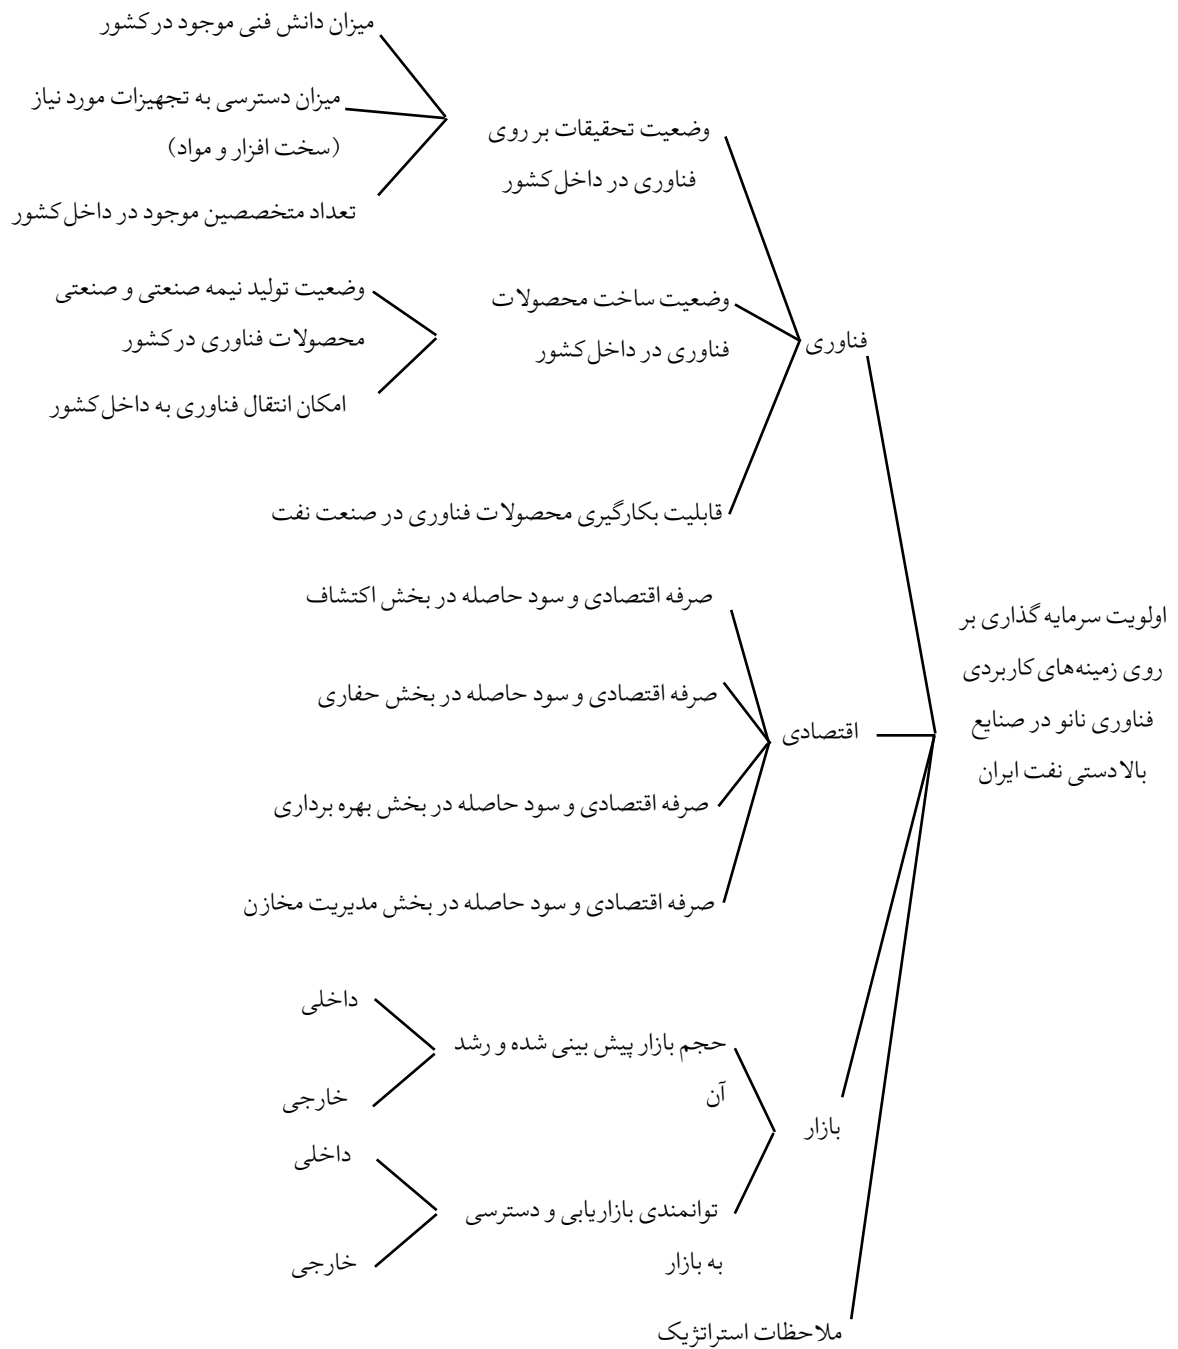 میزان دانش فنی موجود در کشور
میزان دسترسی به تجهیزات مورد نیاز
(سخت افزار و مواد)
تعداد متخصصین موجود در داخل کشور
وضعیت تحقیقات بر روی
فناوری در داخل کشور
وضعیت تولید نیمه صنعتی و صنعتی
محصولات فناوری در کشور
امکان انتقال فناوری به داخل کشور
وضعیت ساخت محصولات
فناوری در داخل کشور
فناوری
قابلیت بکارگیری محصولات فناوری در صنعت نفت
صرفه اقتصادی و سود حاصله در بخش اکتشاف
صرفه اقتصادی و سود حاصله در بخش حفاری
اقتصادی
صرفه اقتصادی و سود حاصله در بخش بهره برداری
صرفه اقتصادی و سود حاصله در بخش مدیریت مخازن
اولویت سرمایه گذاری بر
روی زمینه‌های کاربردی
فناوری نانو در صنایع
بالادستی نفت ایران
داخلی
حجم بازار پیش بینی شده و رشد
آن
خارجی
بازار
داخلی
توانمندی بازاریابی و دسترسی
به بازار
خارجی
ملاحظات استراتژیک